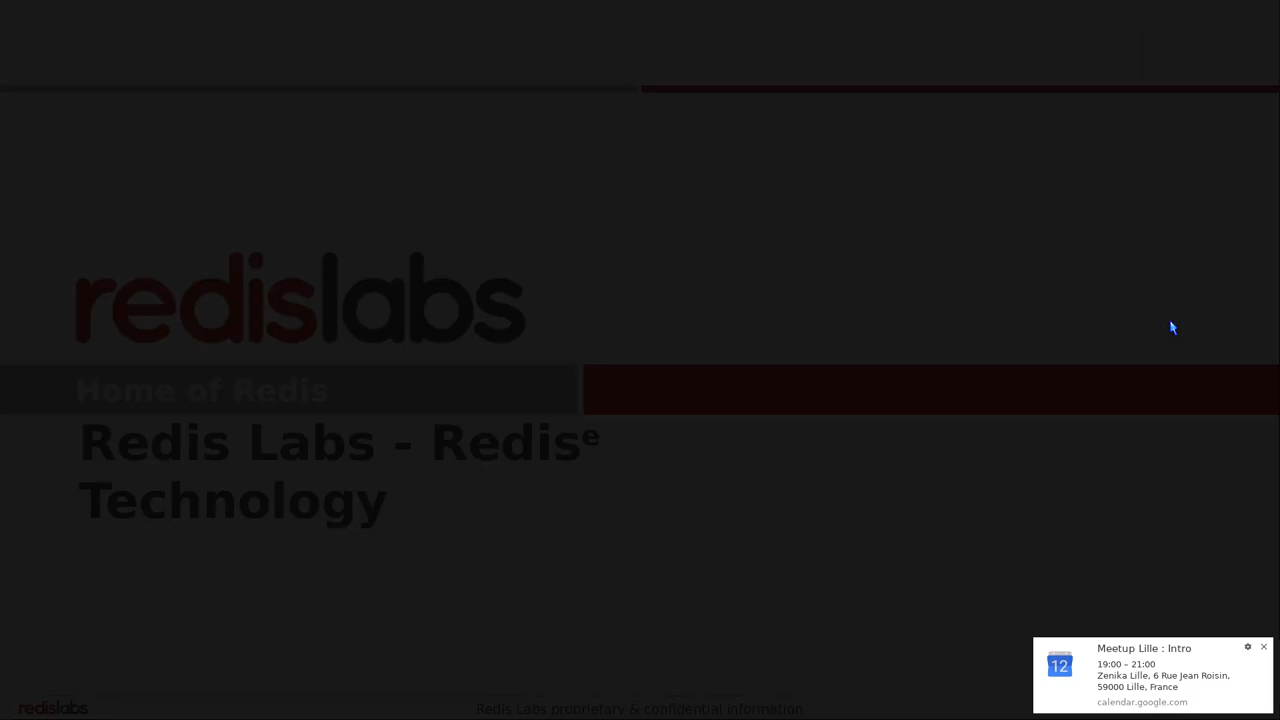 redislabs
Home of Redis
Redis Labs - Redisᵉ
Technology
Meetup Lille : Intro
19:00 – 21:00
Zenika Lille, 6 Rue Jean Roisin,
59000 Lille, France
12
calendar.google.com
redislabs
Redis Labs proprietary & confidential information